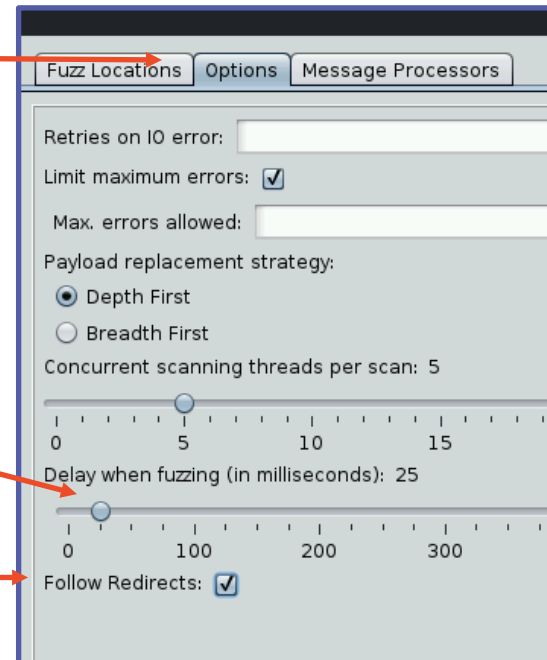 Fuzz Locations Options Message Processors
Retries on IO error:
Limit maximum errors:
Max. errors allowed:
Payload replacement strategy:
Depth First
Breadth First
Concurrent scanning threads per scan: 5
0 5 10 15
Delay when fuzzing (in milliseconds): 25
0 100 200 300
Follow Redirects: